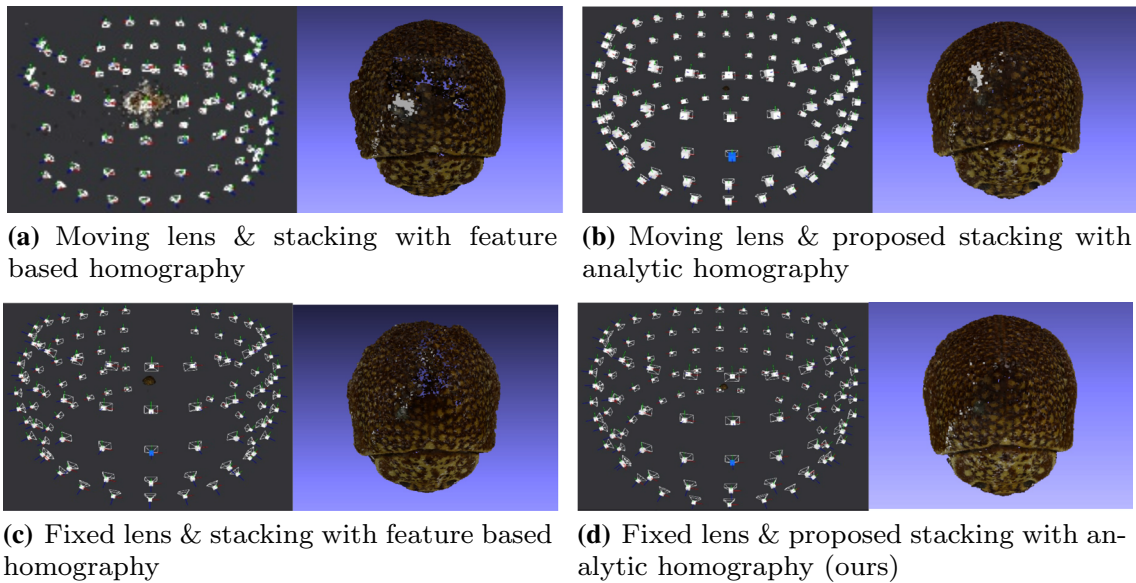 (a) Moving lens & stacking with feature
based homography
(b) Moving lens & proposed stacking with
analytic homography
(c) Fixed lens & stacking with feature based
homography
(d) Fixed lens & proposed stacking with an-
alytic homography (ours)